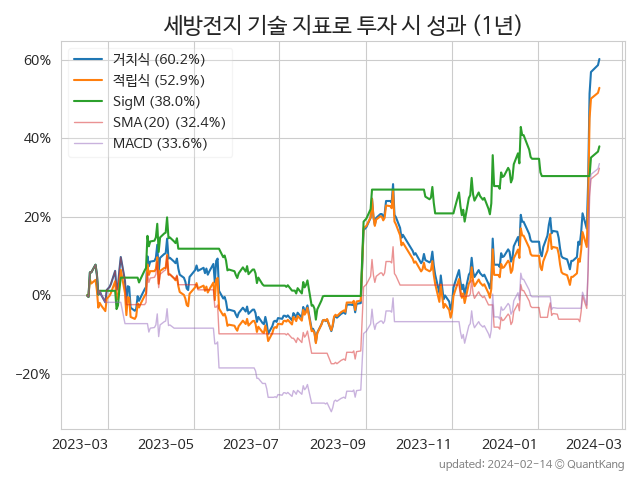 세방전지 기술 지표로 투자 시 성과 (1년)
60%
40%
20%
0%
−20%
거치식 (60.2%)
적립식 (52.9%)
SigM (38.0%)
SMA(20) (32.4%)
MACD (33.6%)
2023-03
2023-05
2023-07
2023-09
2023-11
2024-01
2024-03
updated: 2024-02-14 © QuantKang